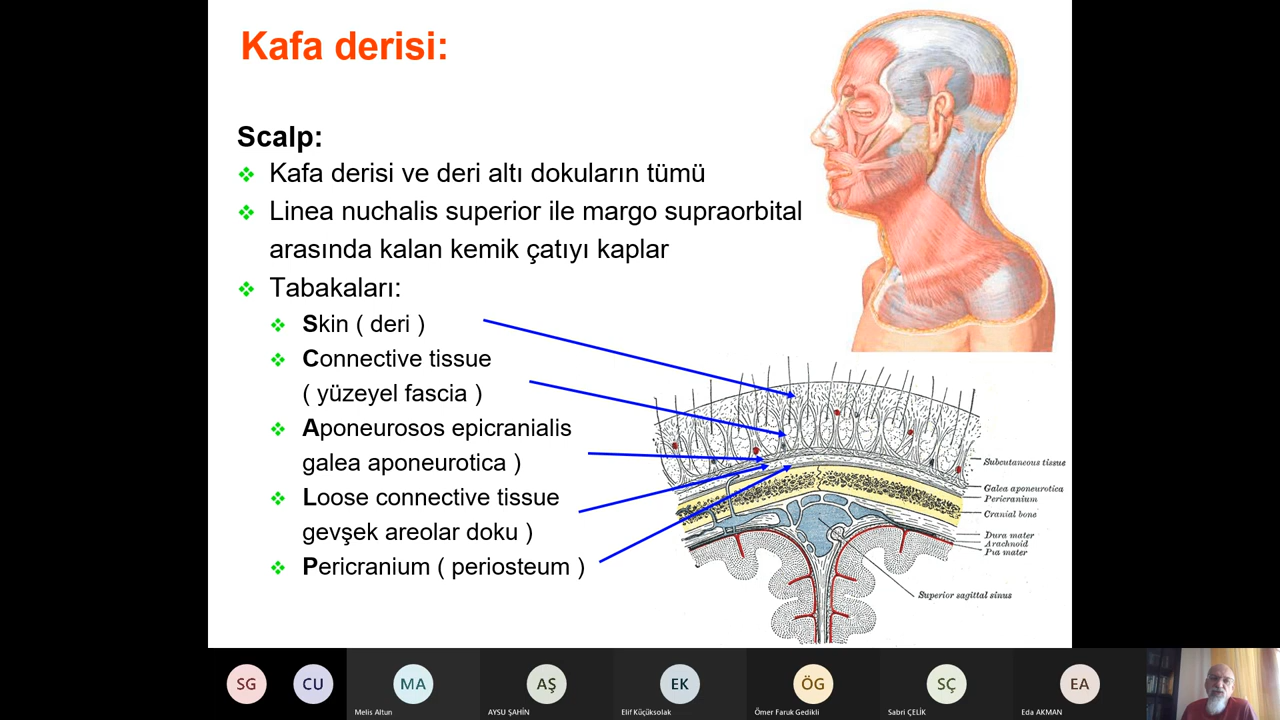 Kafa derisi:
Scalp:
Kafa derisi ve deri altı dokuların tümü
Linea nuchalis superior ile margo supraorbital
arasında kalan kemik çatıyı kaplar
Tabakaları:
Skin ( deri )
Connective tissue
( yüzeyel fascia )
Aponeurosos epicranialis
galea aponeurotica )
Loose connective tissue
gevşek areolar doku )
Pericranium ( periosteum )
Subcutaneous tissue
Galea aponeurotica
Pericranium
Cranial bone
Dura mater
Arachnoid
Pia mater
Superior sagittal sinus
SG
CU
MA
AŞ
EK
ÖG
SÇ
EA
Melis Altun
AYSU ŞAHİN
Elif Küçüksolak
Ömer Faruk Gedikli
Sabri ÇELİK
Eda AKMAN